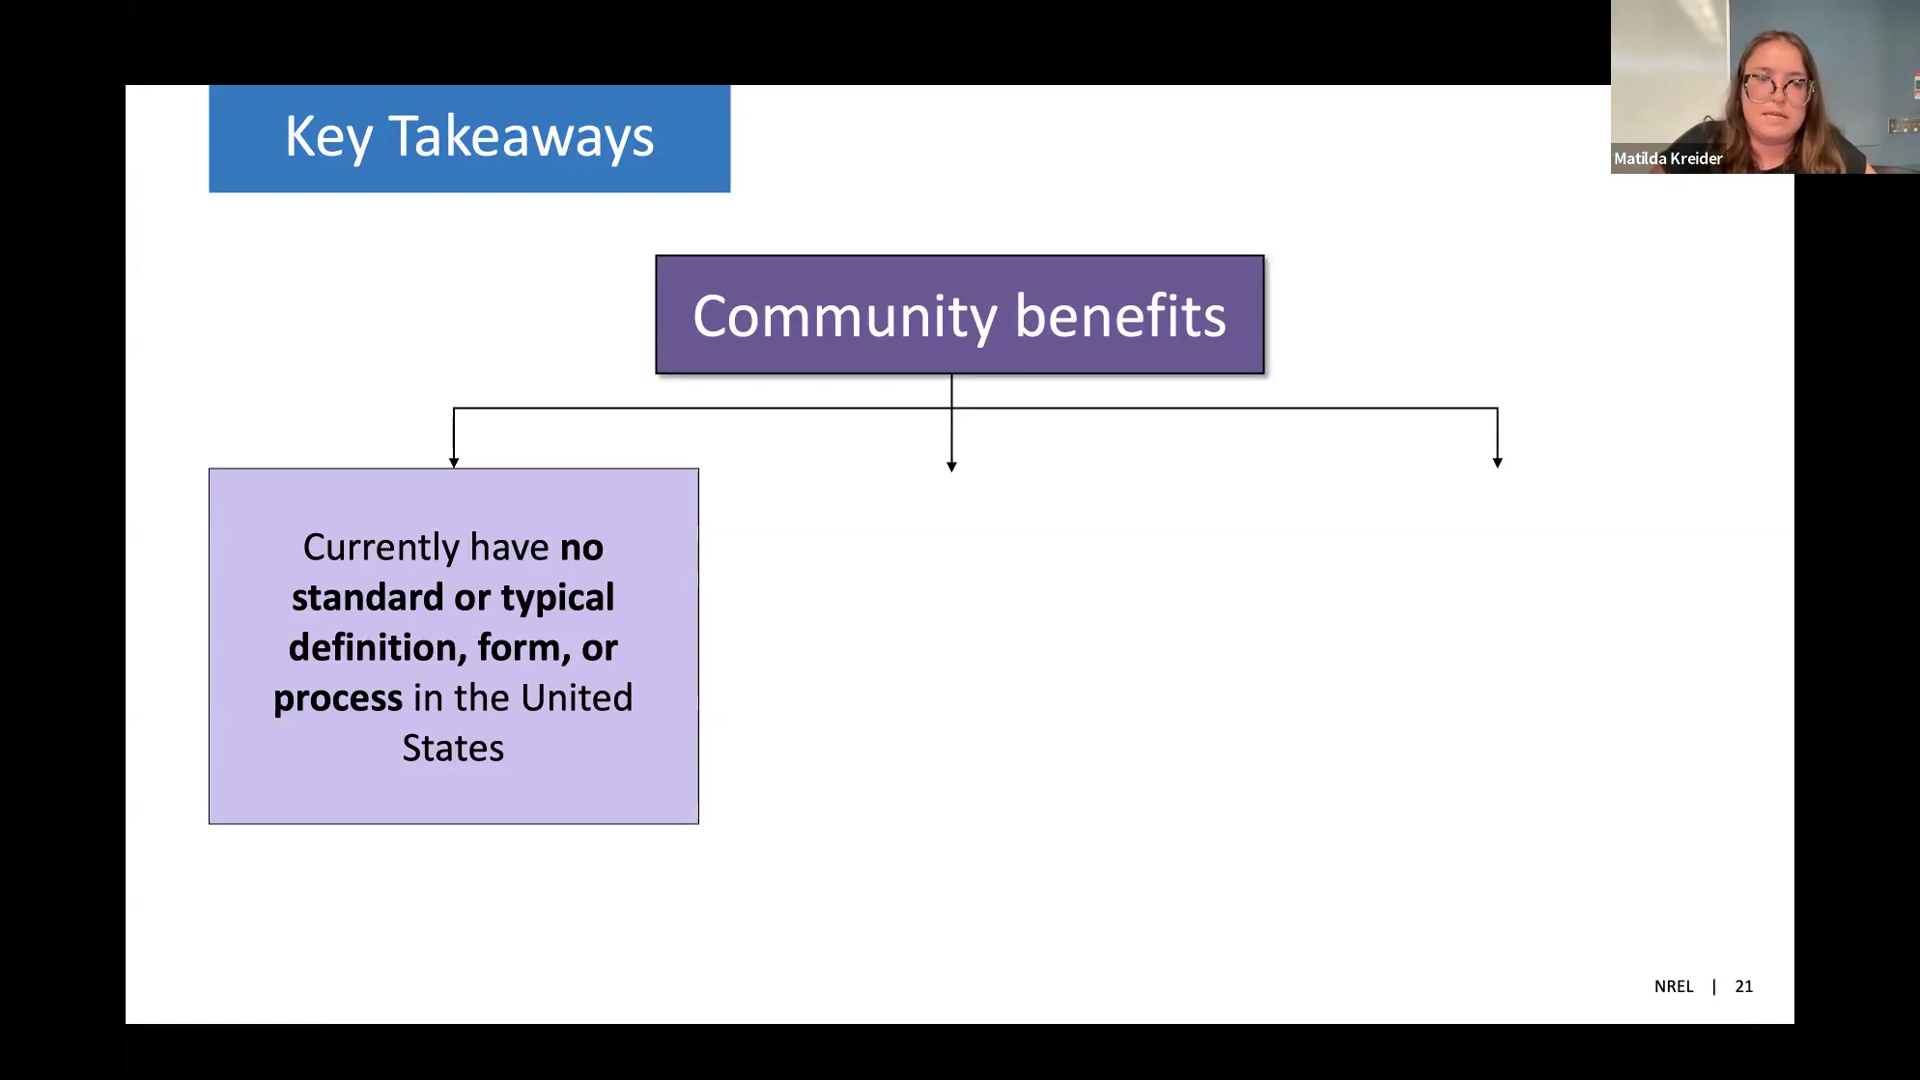 Key Takeaways
Matilda Kreider
Community benefits
Currently have no
standard or typical
definition, form, or
process in the United
States
NREL | 21